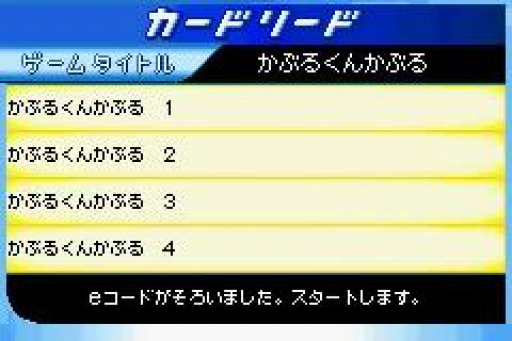 カードリード
ゲームタイトル かぶるくんかぶる
かぶるくんかぶる 1
かぶるくんかぶる 2
かぶるくんかぶる 3
かぶるくんかぶる 4
eコードがそろいました。スタートします。